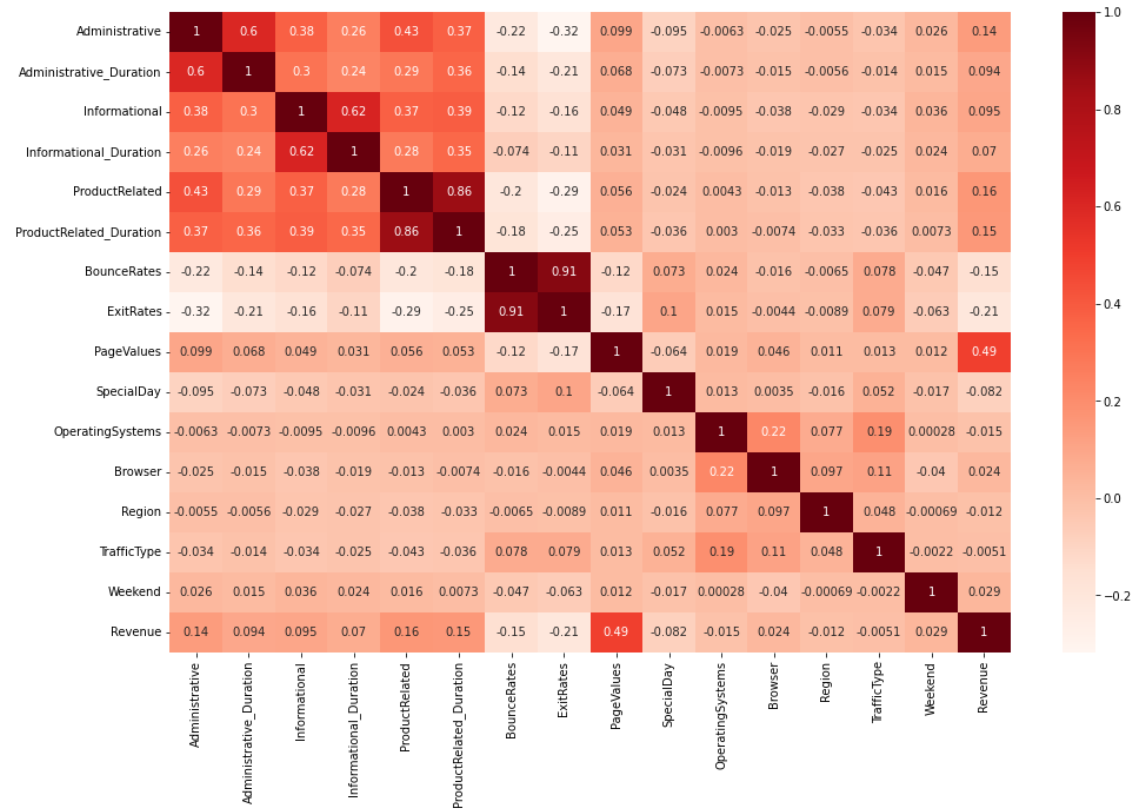 Administrative 1 0.6 0.38 0.26 0.43 0.37 -0.22 -0.32 0.099 -0.095 -0.0063 -0.025 -0.0055 -0.034 0.026 0.14
Administrative_Duration 0.6 1 0.3 0.24 0.29 0.36 -0.14 -0.21 0.068 -0.073 -0.0073 -0.015 -0.0056 -0.014 0.015 0.094
Informational 0.38 0.3 1 0.62 0.37 0.39 -0.12 -0.16 0.049 -0.048 -0.0095 -0.038 -0.029 -0.034 0.036 0.095
Informational_Duration 0.26 0.24 0.62 1 0.28 0.35 -0.074 -0.11 0.031 -0.031 -0.0096 -0.019 -0.027 -0.025 0.024 0.07
ProductRelated 0.43 0.29 0.37 0.28 1 0.86 -0.2 -0.29 0.056 -0.024 0.0043 -0.013 -0.038 -0.043 0.016 0.16
ProductRelated_Duration 0.37 0.36 0.39 0.35 0.86 1 -0.18 -0.25 0.053 -0.036 0.003 -0.0074 -0.033 -0.036 0.0073 0.15
BounceRates -0.22 -0.14 -0.12 -0.074 -0.2 -0.18 1 0.91 -0.12 0.073 0.024 -0.016 -0.0065 0.078 -0.047 -0.15
ExitRates -0.32 -0.21 -0.16 -0.11 -0.29 -0.25 0.91 1 -0.17 0.1 0.015 -0.0044 -0.0089 0.079 -0.063 -0.21
PageValues 0.099 0.068 0.049 0.031 0.056 0.053 -0.12 -0.17 1 -0.064 0.019 0.046 0.011 0.013 0.012 0.49
SpecialDay -0.095 -0.073 -0.048 -0.031 -0.024 -0.036 0.073 0.1 -0.064 1 0.013 0.0035 -0.016 0.052 -0.017 -0.082
OperatingSystems -0.0063 -0.0073 -0.0095 -0.0096 0.0043 0.003 0.024 0.015 0.019 0.013 1 0.22 0.077 0.19 0.00028 -0.015
Browser -0.025 -0.015 -0.038 -0.019 -0.013 -0.0074 -0.016 -0.0044 0.046 0.0035 0.22 1 0.097 0.11 -0.04 0.024
Region -0.0055 -0.0056 -0.029 -0.027 -0.038 -0.033 -0.0065 -0.0089 0.011 -0.016 0.077 0.097 1 0.048 -0.00069 -0.012
TrafficType -0.034 -0.014 -0.034 -0.025 -0.043 -0.036 0.078 0.079 0.013 0.052 0.19 0.11 0.048 1 -0.0022 -0.0051
Weekend 0.026 0.015 0.036 0.024 0.016 0.0073 -0.047 -0.063 0.012 -0.017 0.00028 -0.04 -0.00069 -0.0022 1 0.029
Revenue 0.14 0.094 0.095 0.07 0.16 0.15 -0.15 -0.21 0.49 -0.082 -0.015 0.024 -0.012 -0.0051 0.029 1
Administrative
Administrative_Duration
Informational
Informational_Duration
ProductRelated
ProductRelated_Duration
BounceRates
ExitRates
PageValues
SpecialDay
OperatingSystems
Browser
Region
TrafficType
Weekend
Revenue
1.0
0.8
0.6
0.4
0.2
0.0
−0.2